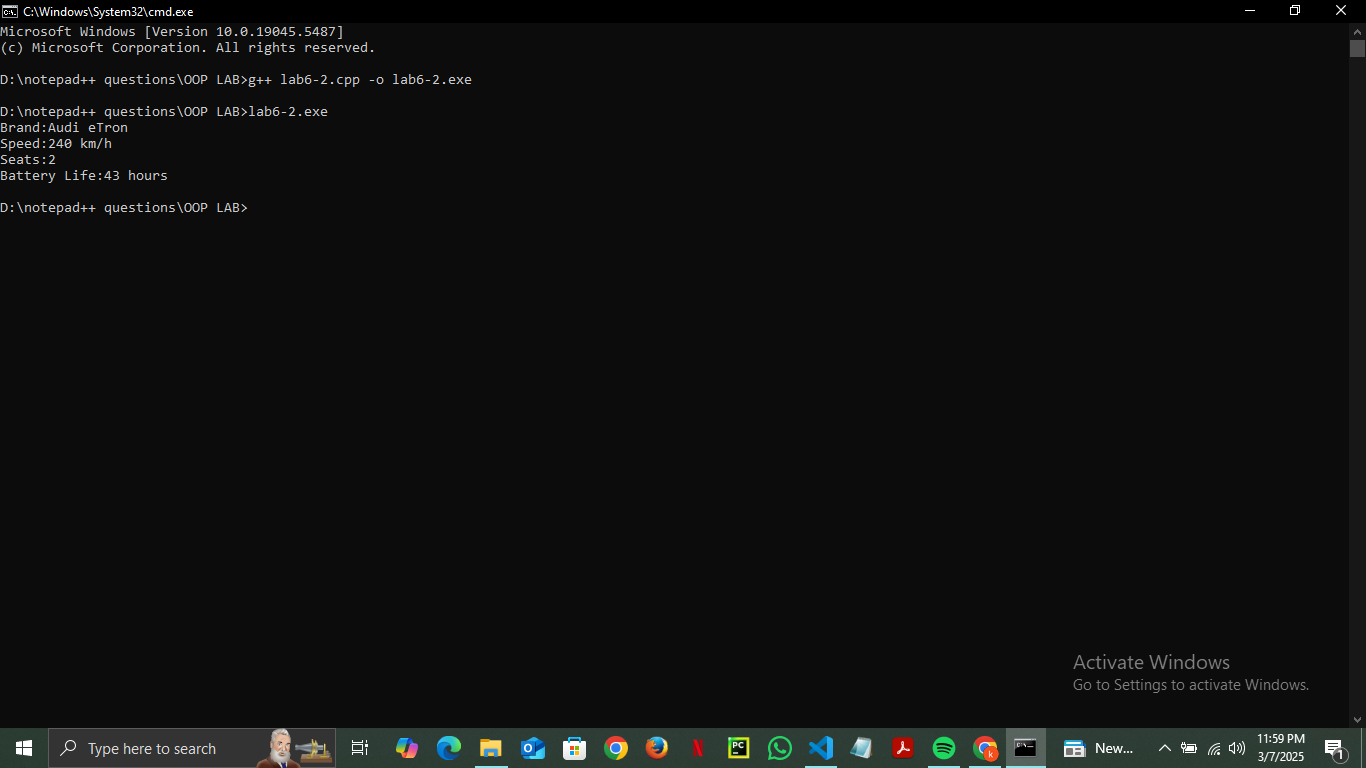 C:\Windows\System32\cmd.exe
Microsoft Windows [Version 10.0.19045.5487]
(c) Microsoft Corporation. All rights reserved.
D:\notepad++ questions\OOP LAB>g++ lab6-2.cpp -o lab6-2.exe
D:\notepad++ questions\OOP LAB>lab6-2.exe
Brand:Audi eTron
Speed:240 km/h
Seats:2
Battery Life:43 hours
D:\notepad++ questions\OOP LAB>
Activate Windows
Go to Settings to activate Windows.
Type here to search
PC
k
New...
11:59 PM
3/7/2025
1